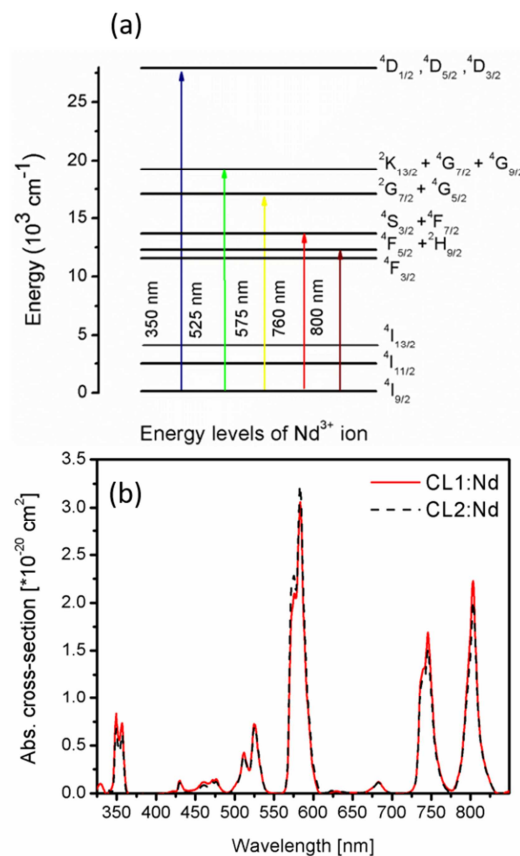 (a)
⁴D₁/₂ , ⁴D₅/₂ , ⁴D₃/₂
25
20
15
10
5
0
Energy (10³ cm⁻¹)
²K₁₃/₂ + ⁴G₇/₂ + ⁴G₉/₂
²G₇/₂ + ⁴G₅/₂
⁴S₃/₂ + ⁴F₇/₂
⁴F₅/₂ + ²H₉/₂
⁴F₃/₂
350 nm
525 nm
575 nm
760 nm
800 nm
⁴I₁₃/₂
⁴I₁₁/₂
⁴I₉/₂
Energy levels of Nd³⁺ ion
(b)
CL1:Nd
CL2:Nd
Abs. cross-section [*10⁻²⁰ cm²]
3.5
3.0
2.5
2.0
1.5
1.0
0.5
0.0
350 400 450 500 550 600 650 700 750 800
Wavelength [nm]